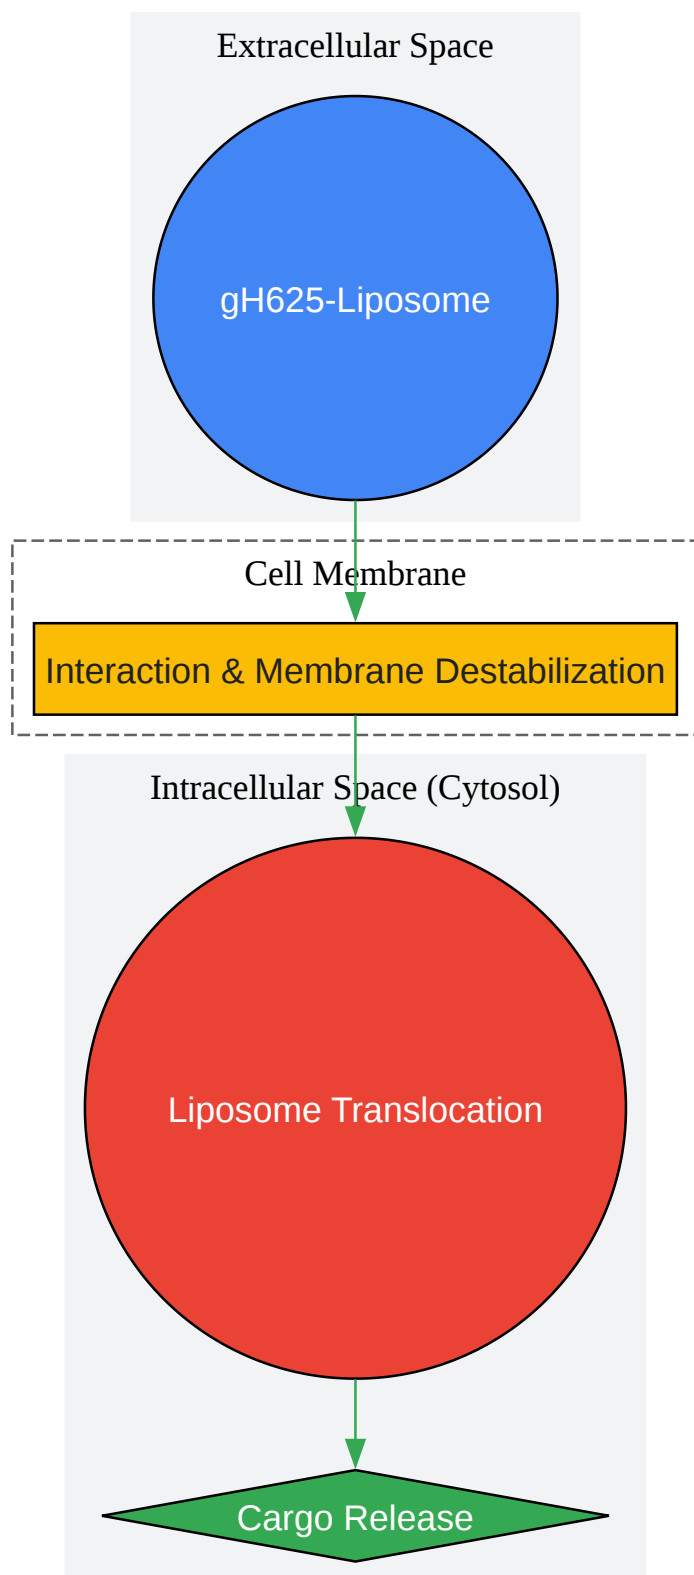 Extracellular Space
gH625-Liposome
Cell Membrane
Interaction & Membrane Destabilization
Intracellular Space (Cytosol)
Liposome Translocation
Cargo Release